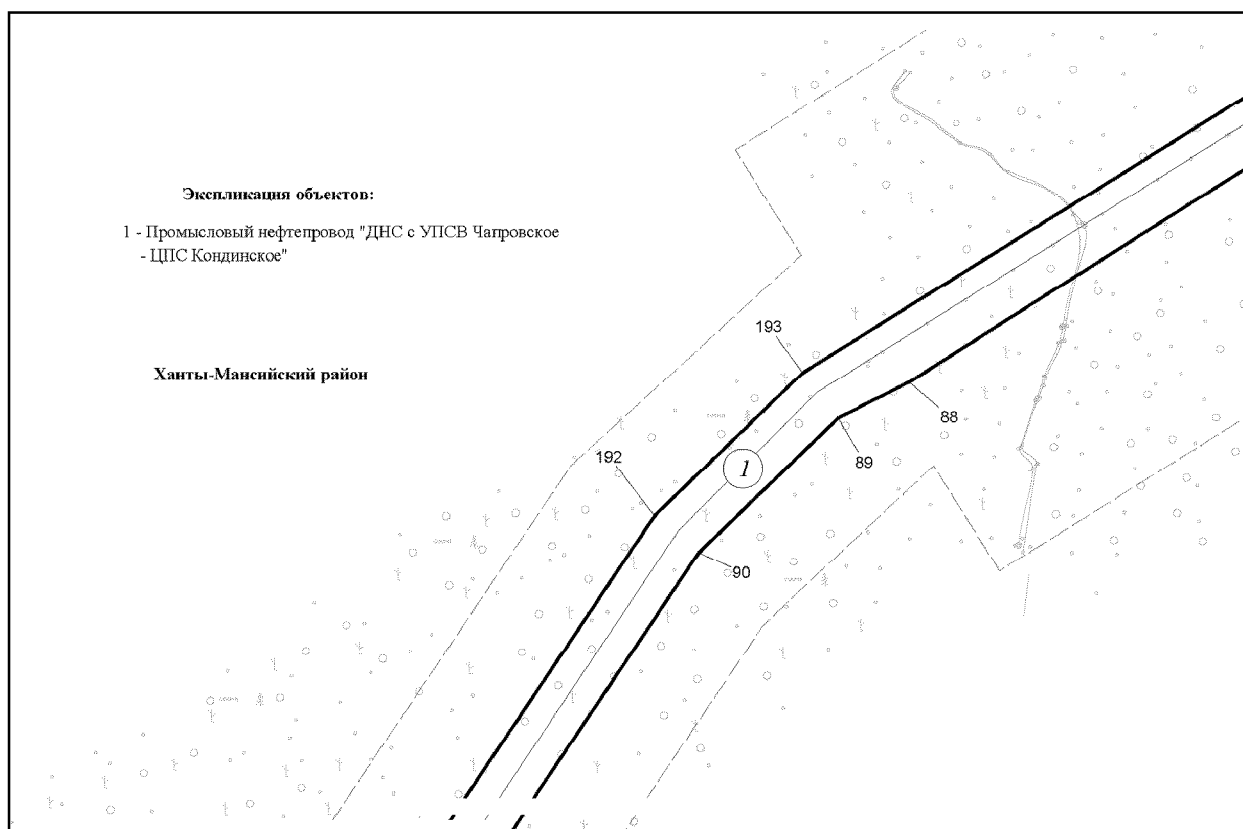 Экспликация объектов:
1 - Промысловый нефтепровод "ДНС с УПСВ Чапровское
- ЦПС Кондинское"
Ханты-Мансийский район
193
88
89
192
1
90